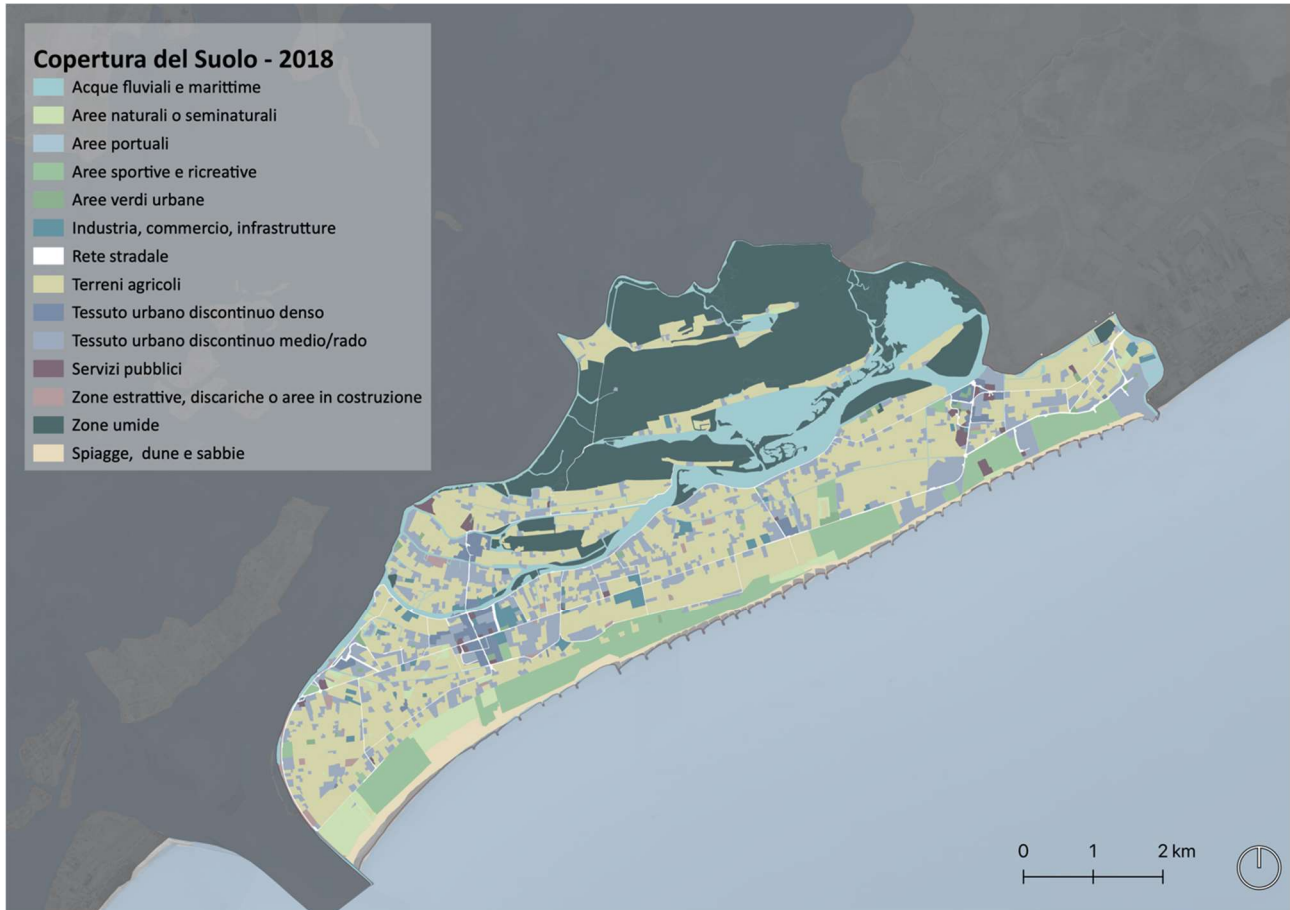 Copertura del Suolo - 2018
Acque fluviali e marittime
Aree naturali o seminaturali
Aree portuali
Aree sportive e ricreative
Aree verdi urbane
Industria, commercio, infrastrutture
Rete stradale
Terreni agricoli
Tessuto urbano discontinuo denso
Tessuto urbano discontinuo medio/rado
Servizi pubblici
Zone estrattive, discariche o aree in costruzione
Zone umide
Spiagge, dune e sabbie
0 1 2 km